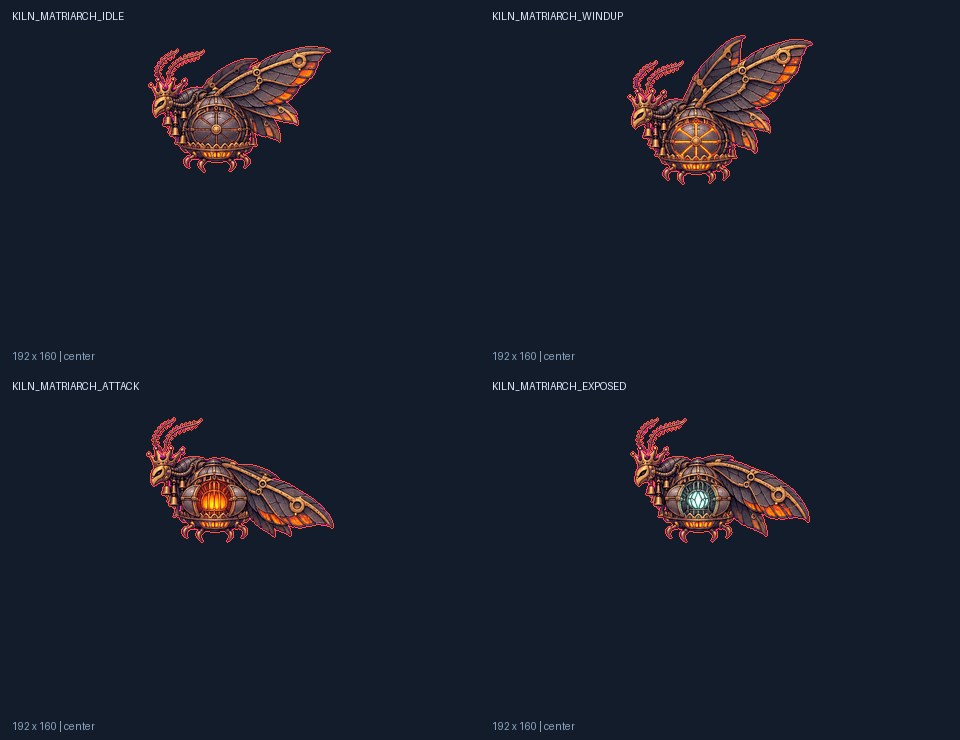 KILN_MATRIARCH_IDLE
KILN_MATRIARCH_WINDUP
192 x 160 | center
192 x 160 | center
KILN_MATRIARCH_ATTACK
KILN_MATRIARCH_EXPOSED
192 x 160 | center
192 x 160 | center